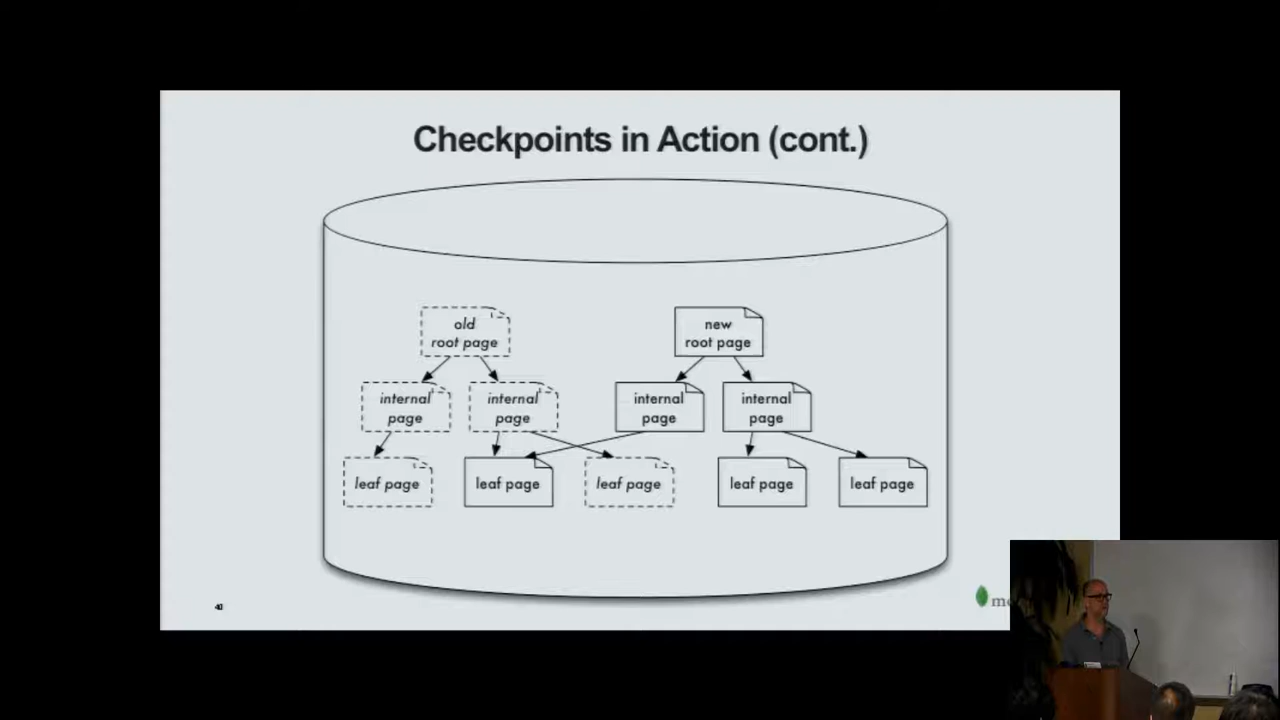 Checkpoints in Action (cont.)
old
root page
new
root page
internal
page
internal
page
internal
page
internal
page
leaf page
leaf page
leaf page
leaf page
leaf page